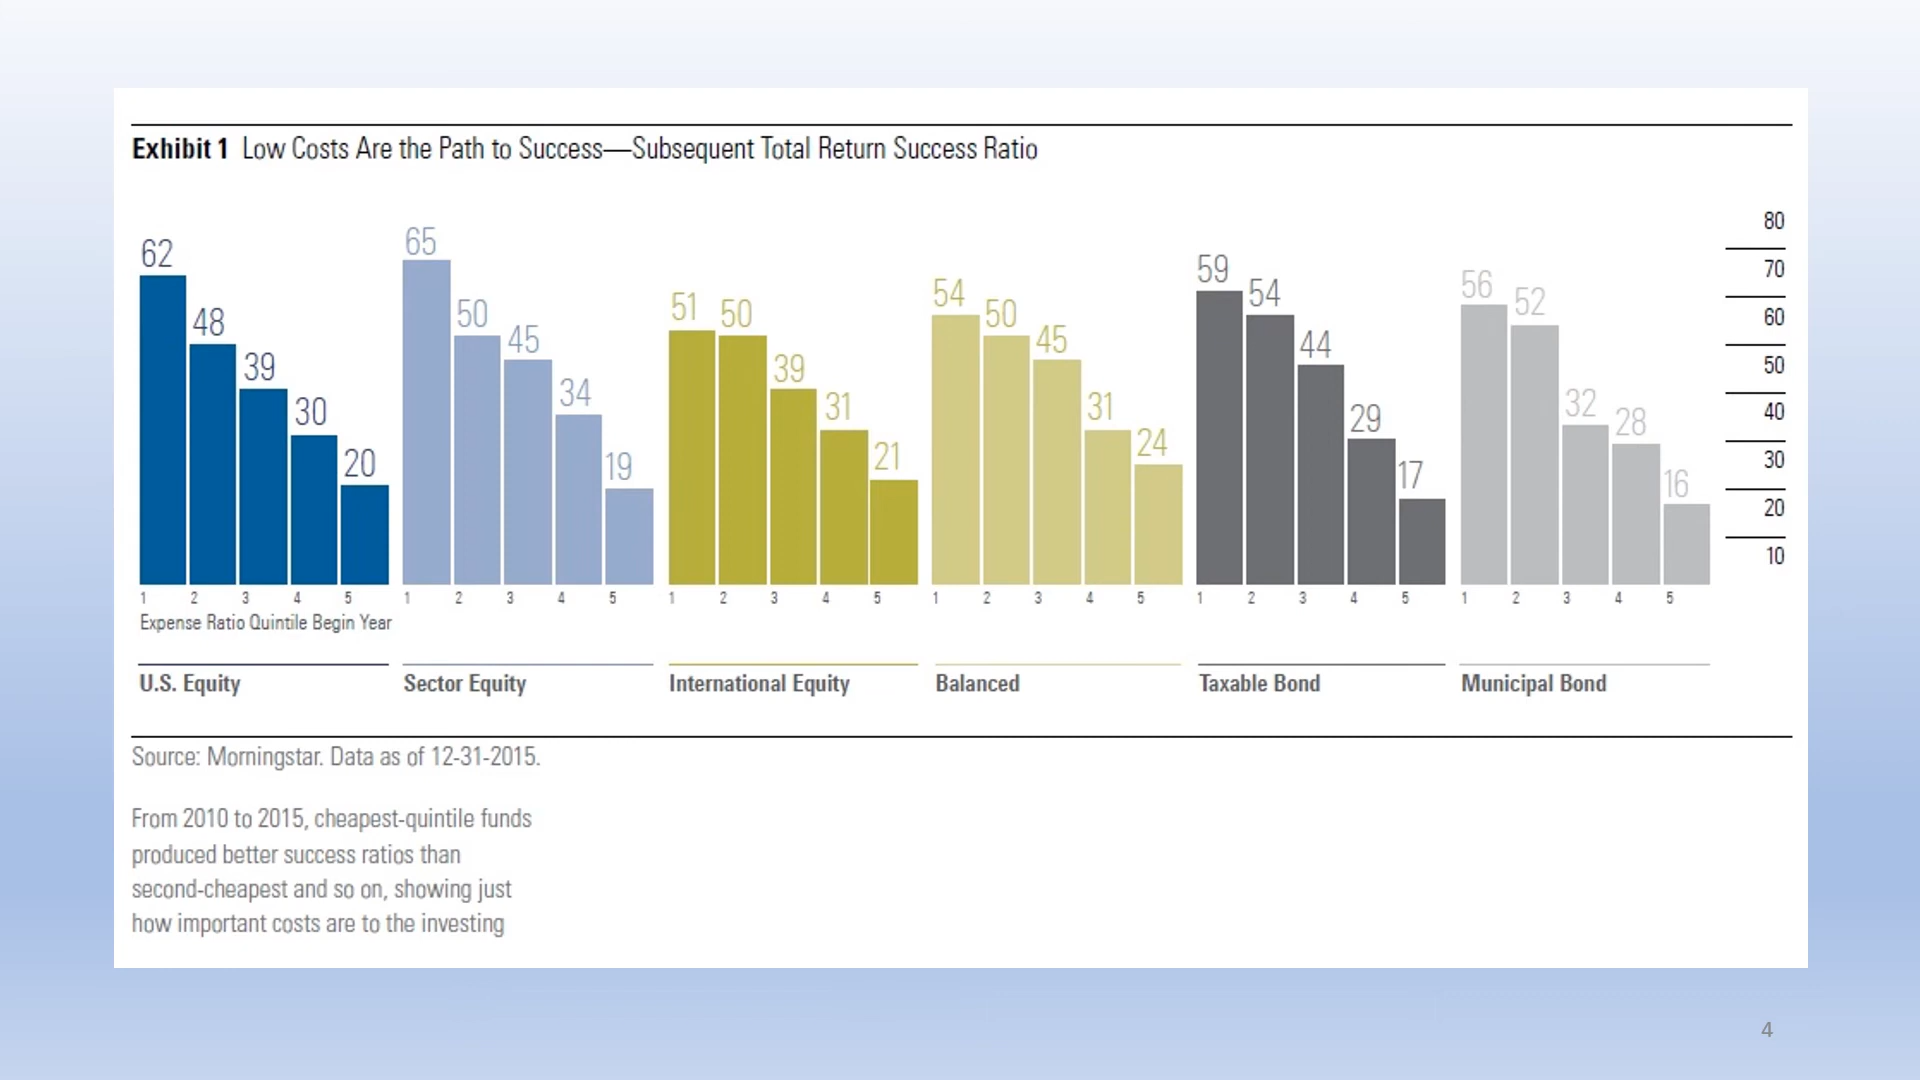 Exhibit 1 Low Costs Are the Path to Success—Subsequent Total Return Success Ratio
62 48 39 30 20
65 50 45 34 19
51 50 39 31 21
54 50 45 31 24
59 54 44 29 17
56 52 32 28 16
80
70
60
50
40
30
20
10
1 2 3 4 5 1 2 3 4 5 1 2 3 4 5 1 2 3 4 5 1 2 3 4 5 1 2 3 4 5
Expense Ratio Quintile Begin Year
U.S. Equity Sector Equity International Equity Balanced Taxable Bond Municipal Bond
Source: Morningstar. Data as of 12-31-2015.
From 2010 to 2015, cheapest-quintile funds
produced better success ratios than
second-cheapest and so on, showing just
how important costs are to the investing
4